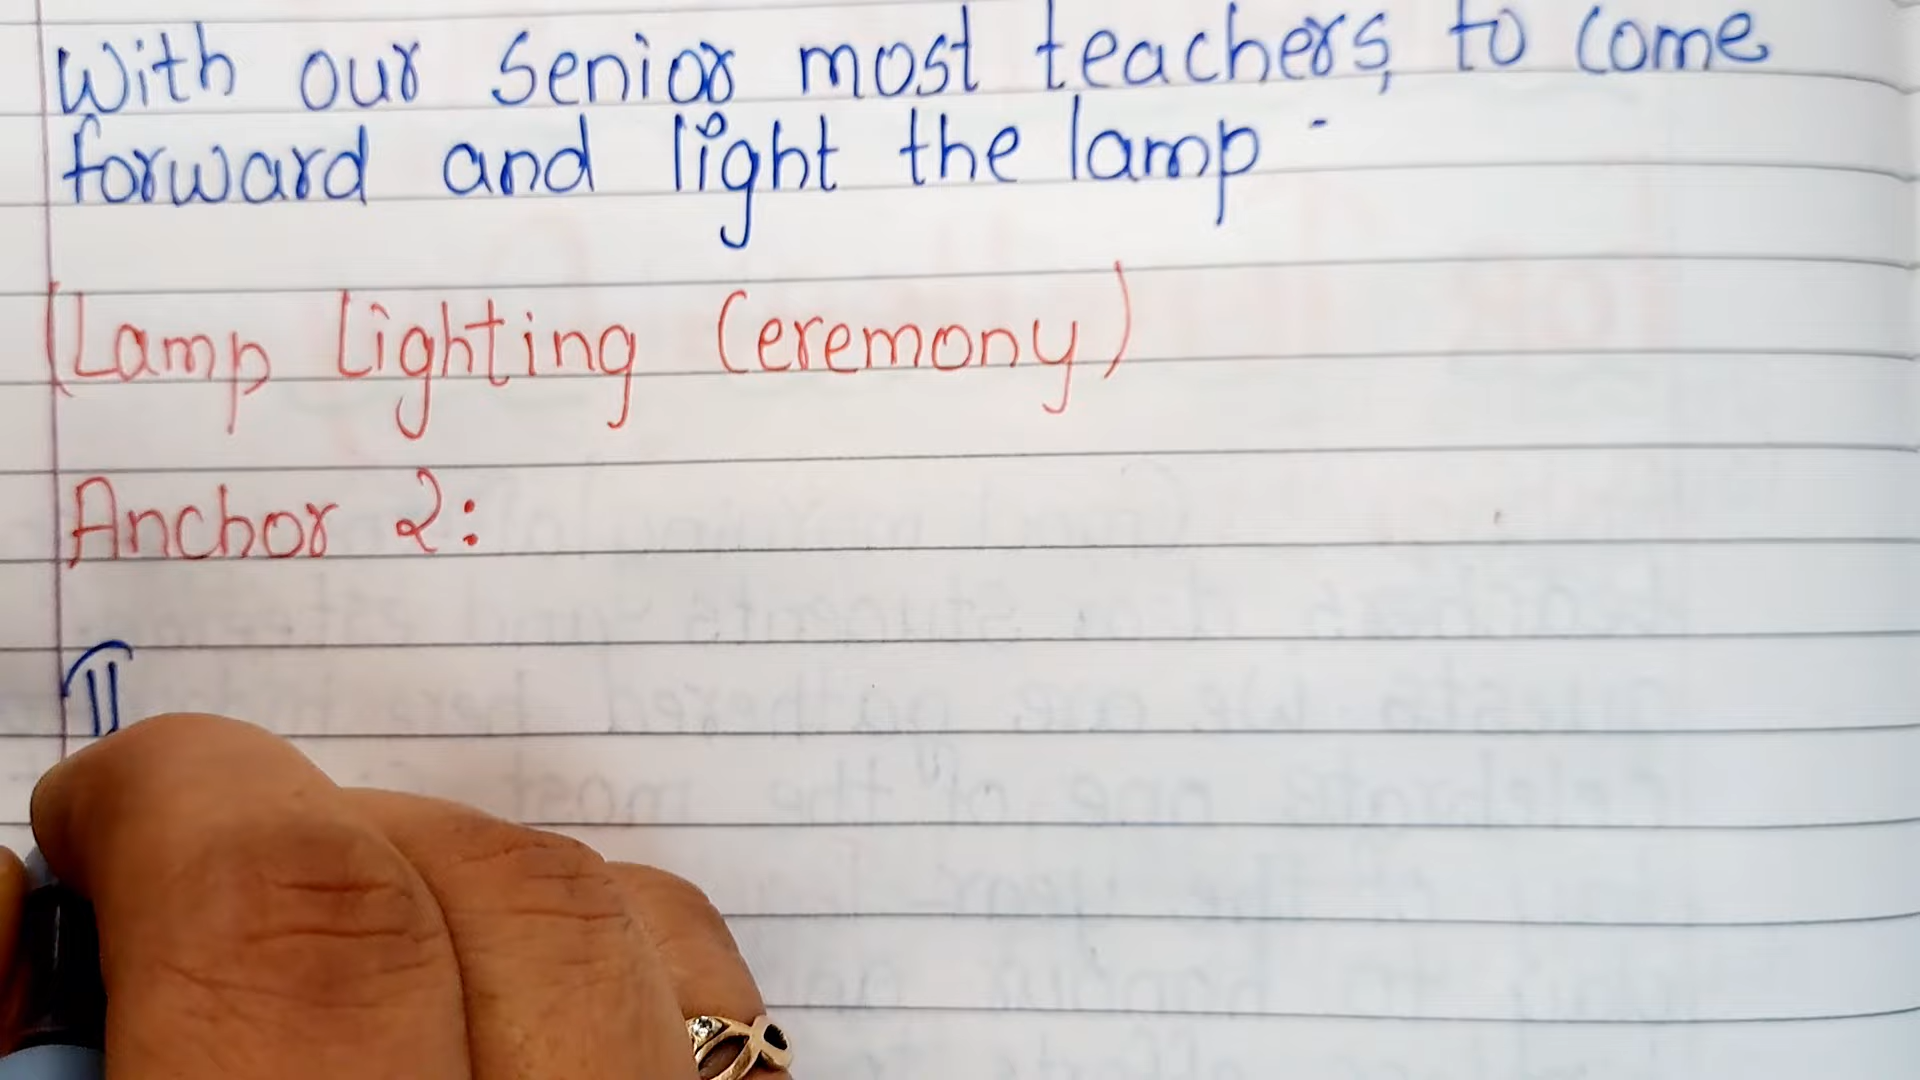 With our Senior most teachers, to come
forward and light the lamp.
(Lamp Lighting Ceremony)
Anchor 2: